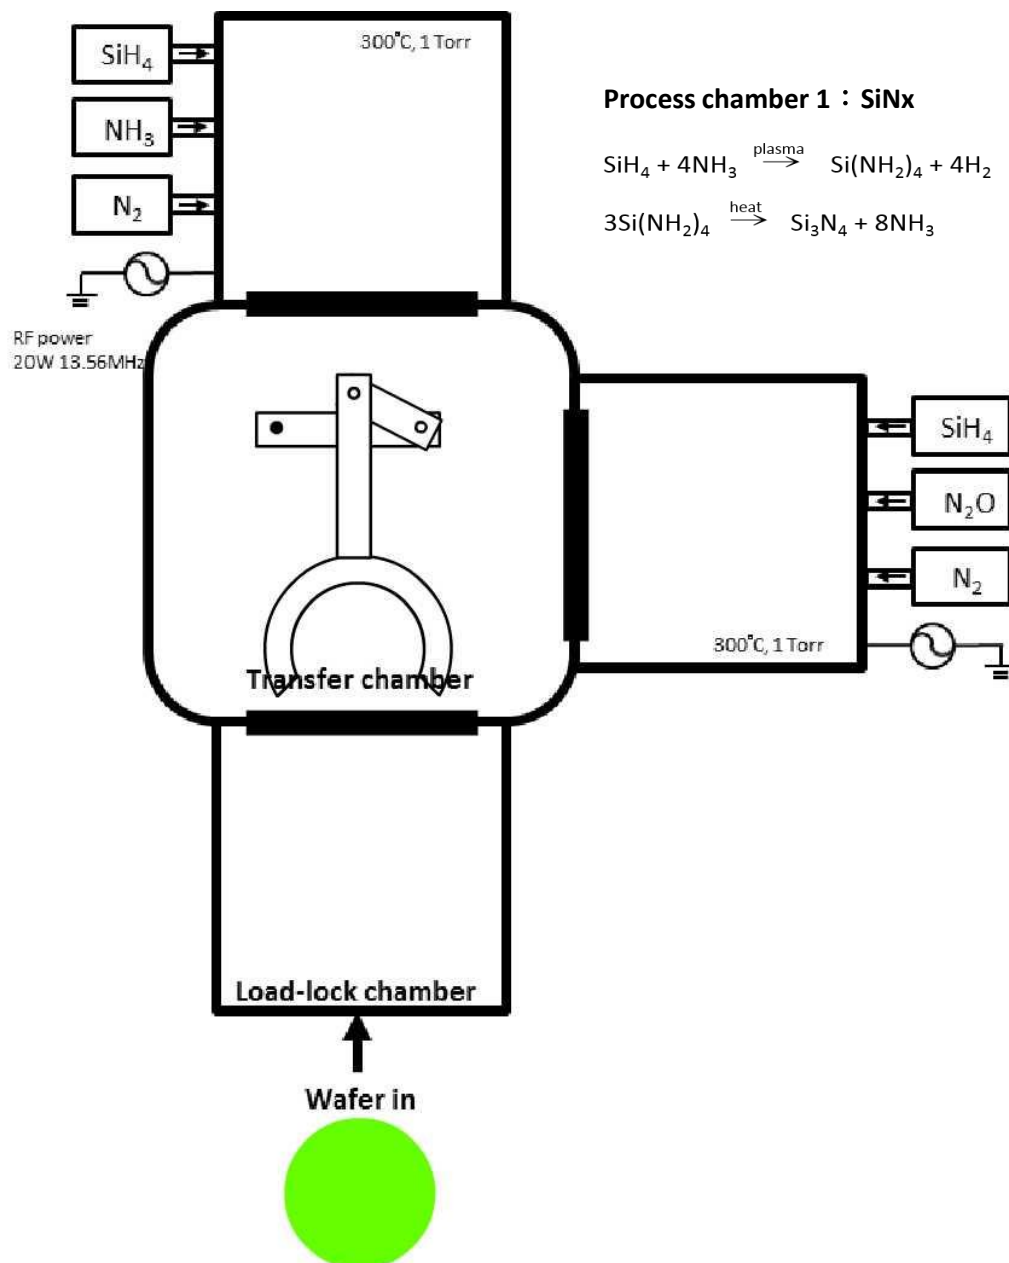 SiH₄
NH₃
N₂
300°C, 1 Torr
Process chamber 1：SiNx
SiH₄ + 4NH₃ plasma → Si(NH₂)₄ + 4H₂
3Si(NH₂)₄ heat → Si₃N₄ + 8NH₃
RF power
20W 13.56MHz
SiH₄
N₂O
N₂
300°C, 1 Torr
Transfer chamber
Load-lock chamber
Wafer in